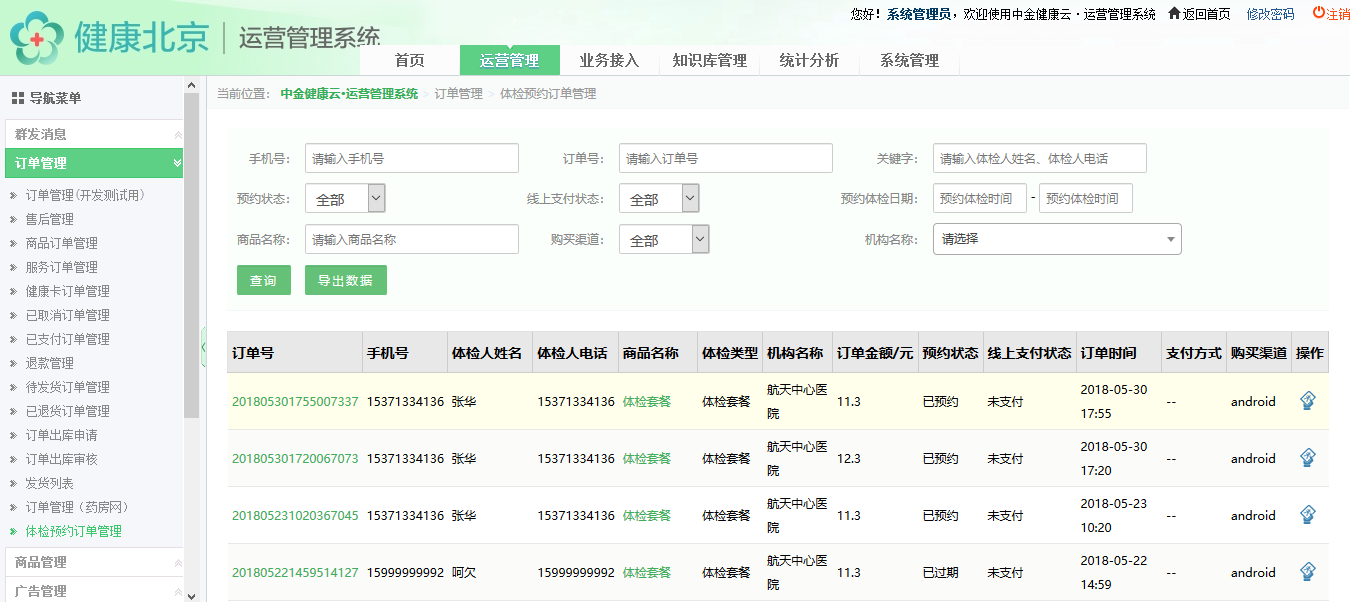 健康北京 | 运营管理系统
您好！系统管理员，欢迎使用中金健康云·运营管理系统 返回首页 修改密码 注销
首页 运营管理 业务接入 知识库管理 统计分析 系统管理
导航菜单
群发消息
订单管理
订单管理(开发测试用)
售后管理
商品订单管理
服务订单管理
健康卡订单管理
已取消订单管理
已支付订单管理
退款管理
待发货订单管理
已退货订单管理
订单出库申请
订单出库审核
发货列表
订单管理（药房网）
体检预约订单管理
商品管理
广告管理
当前位置： 中金健康云·运营管理系统 > 订单管理 > 体检预约订单管理
手机号： 请输入手机号 订单号： 请输入订单号 关键字： 请输入体检人姓名、体检人电话
预约状态： 全部 线上支付状态： 全部 预约体检日期： 预约体检时间 - 预约体检时间
商品名称： 请输入商品名称 购买渠道： 全部 机构名称： 请选择
查询 导出数据
订单号 手机号 体检人姓名 体检人电话 商品名称 体检类型 机构名称 订单金额/元 预约状态 线上支付状态 订单时间 支付方式 购买渠道 操作
201805301755007337 15371334136 张华 15371334136 体检套餐 体检套餐 航天中心医院 11.3 已预约 未支付 2018-05-30 17:55 -- android
201805301720067073 15371334136 张华 15371334136 体检套餐 体检套餐 航天中心医院 12.3 已预约 未支付 2018-05-30 17:20 -- android
201805231020367045 15371334136 张华 15371334136 体检套餐 体检套餐 航天中心医院 11.3 已预约 未支付 2018-05-23 10:20 -- android
201805221459514127 15999999992 呵欠 15999999992 体检套餐 体检套餐 航天中心医院 11.3 已过期 未支付 2018-05-22 14:59 -- android